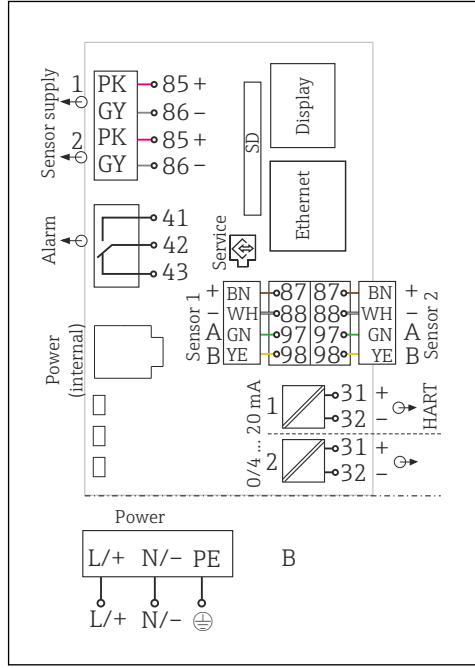 Sensor supply
1 PK 85 +
GY 86 –
2 PK 85 +
GY 86 –
Display
SD
Ethernet
Alarm
41
42
43
Service
Power
(internal)
Sensor 1
+ BN 87 87 BN +
– WH 88 88 WH –
A GN 97 97 GN A
B YE 98 98 YE B
Sensor 2
0/4 ... 20 mA
1 31 +
32 –
HART
2 31 +
32 –
Power
L/+ N/– PE
B
L/+ N/–